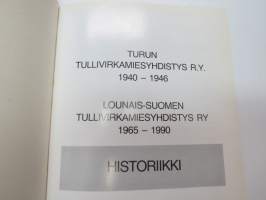 TURUN
TULLIVIRKAMIESYHDISTYS R.Y.
1940 – 1946
LOUNAIS-SUOMEN
TULLIVIRKAMIESYHDISTYS RY
1965 – 1990
HISTORIIKKI